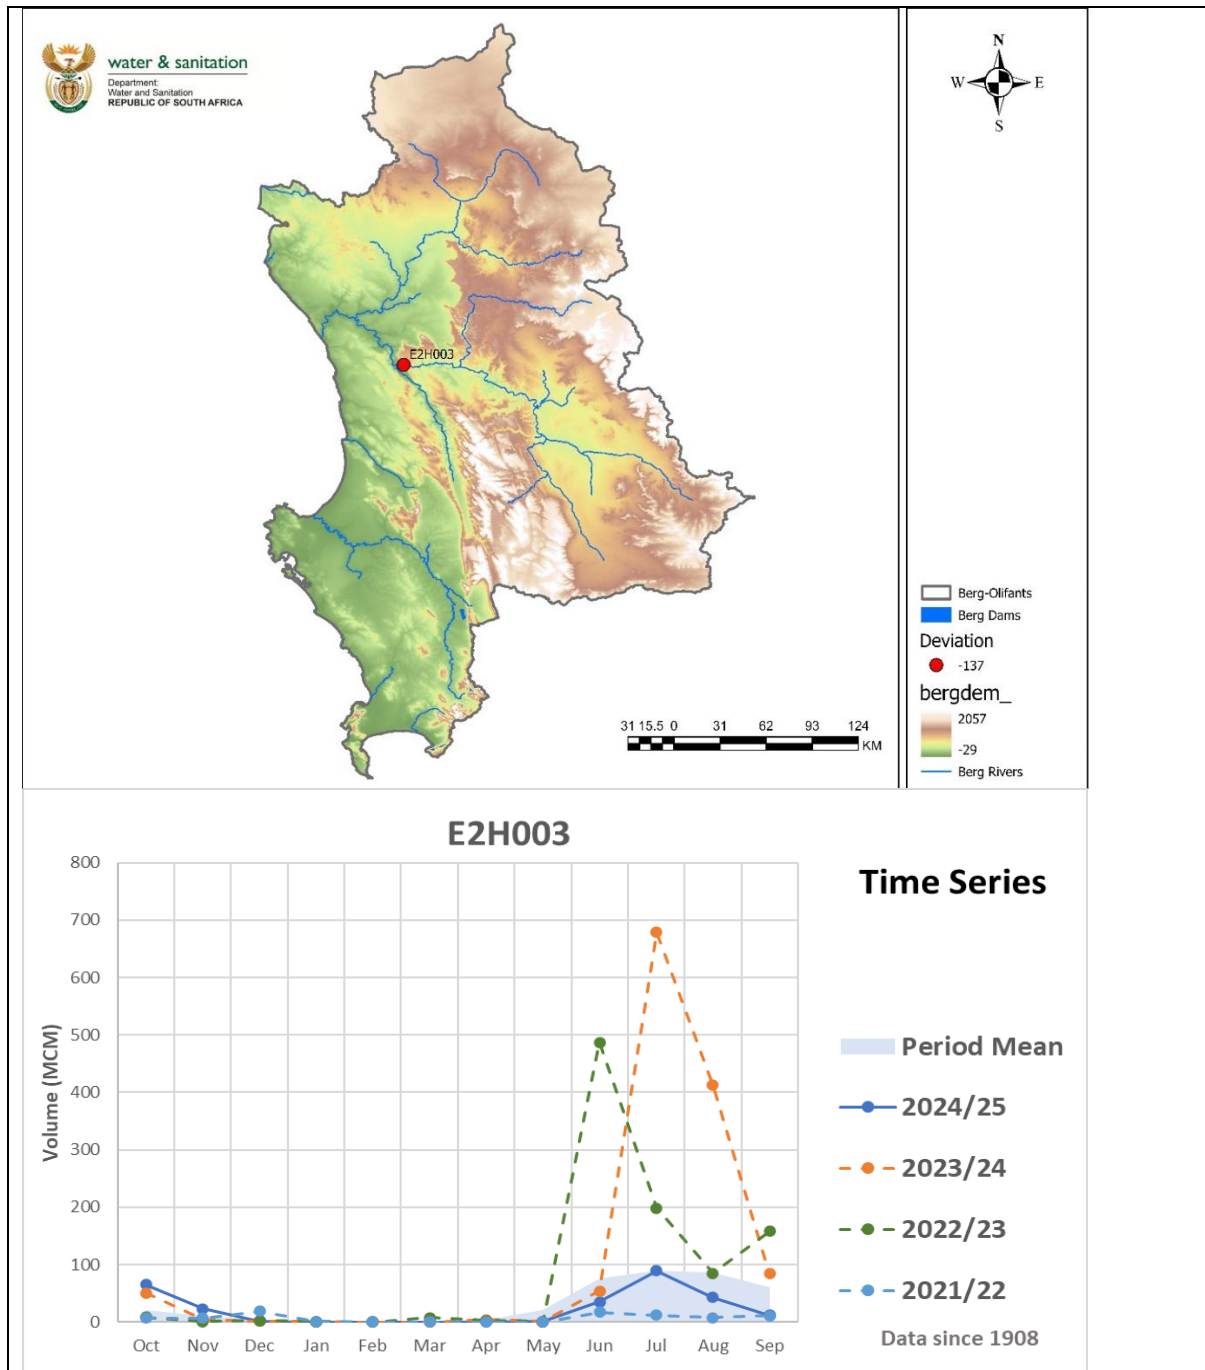 water & sanitation
Department:
Water and Sanitation
REPUBLIC OF SOUTH AFRICA
N
W E
S
E2H003
Berg-Olifants
Berg Dams
Deviation
-137
bergdem_
2057
-29
Berg Rivers
31 15.5 0 31 62 93 124
KM
E2H003
Time Series
Volume (MCM)
800
700
600
500
400
300
200
100
0
Oct Nov Dec Jan Feb Mar Apr May Jun Jul Aug Sep
Period Mean
2024/25
2023/24
2022/23
2021/22
Data since 1908